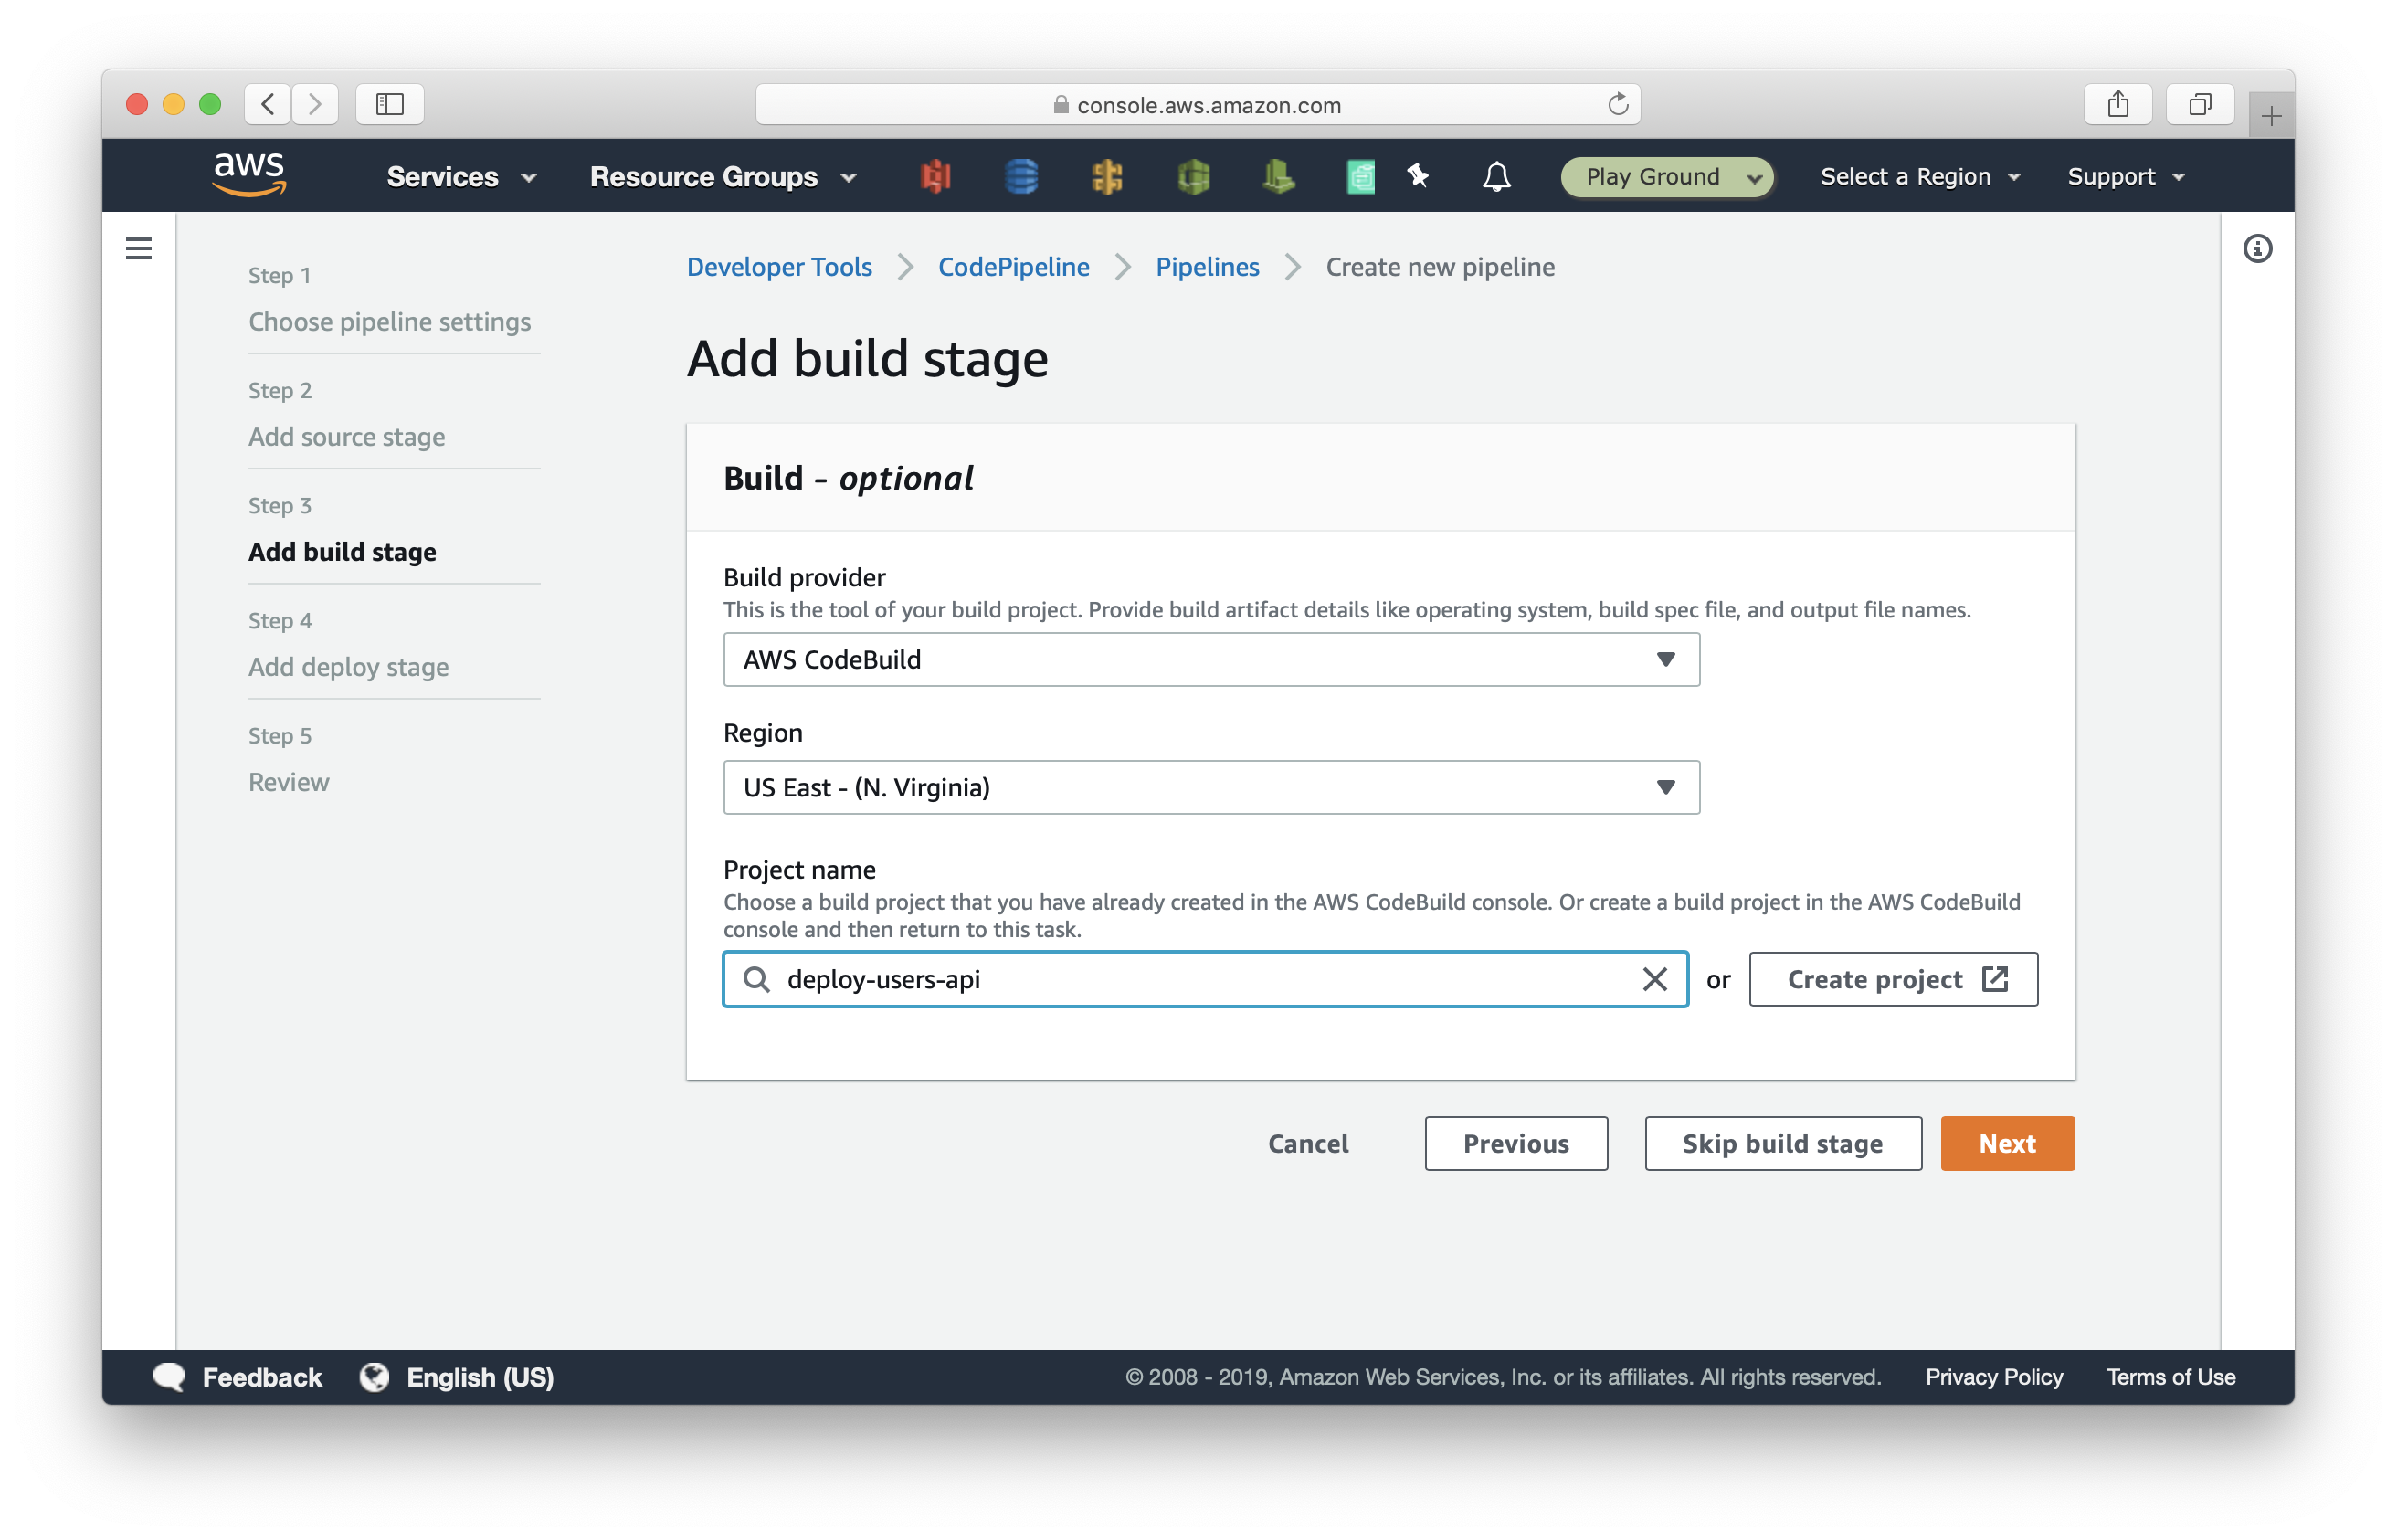 console.aws.amazon.com
aws Services Resource Groups Play Ground Select a Region Support
Step 1
Choose pipeline settings
Step 2
Add source stage
Step 3
Add build stage
Step 4
Add deploy stage
Step 5
Review
Developer Tools CodePipeline Pipelines Create new pipeline
Add build stage
Build - optional
Build provider
This is the tool of your build project. Provide build artifact details like operating system, build spec file, and output file names.
AWS CodeBuild
Region
US East - (N. Virginia)
Project name
Choose a build project that you have already created in the AWS CodeBuild console. Or create a build project in the AWS CodeBuild
console and then return to this task.
deploy-users-api or Create project
Cancel Previous Skip build stage Next
Feedback English (US) © 2008 - 2019, Amazon Web Services, Inc. or its affiliates. All rights reserved. Privacy Policy Terms of Use